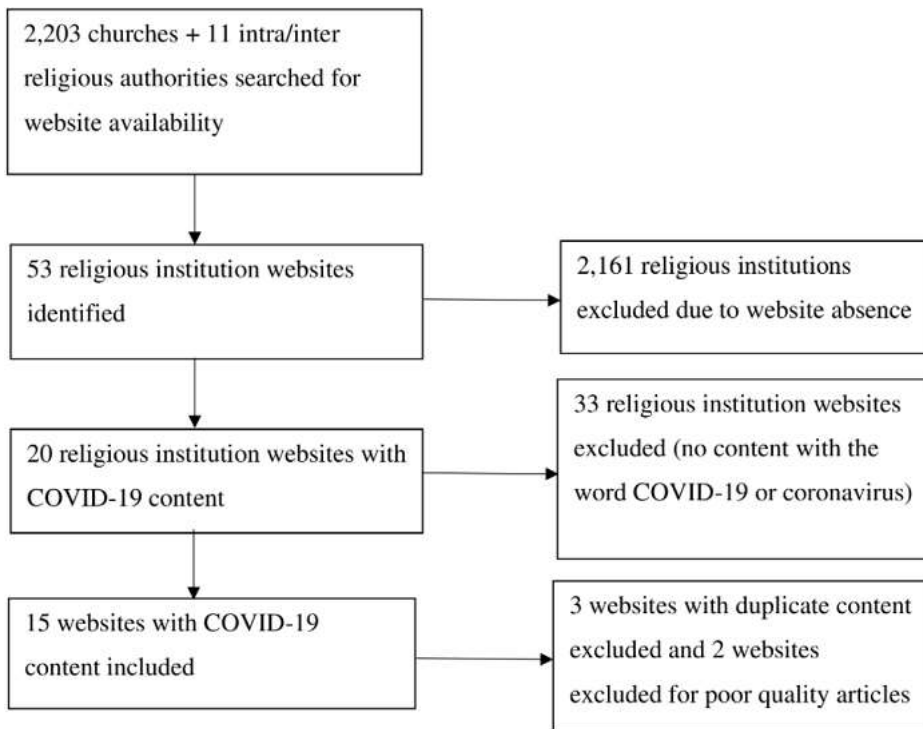 2,203 churches + 11 intra/inter
religious authorities searched for
website availability
53 religious institution websites
identified
2,161 religious institutions
excluded due to website absence
20 religious institution websites with
COVID-19 content
33 religious institution websites
excluded (no content with the
word COVID-19 or coronavirus)
15 websites with COVID-19
content included
3 websites with duplicate content
excluded and 2 websites
excluded for poor quality articles